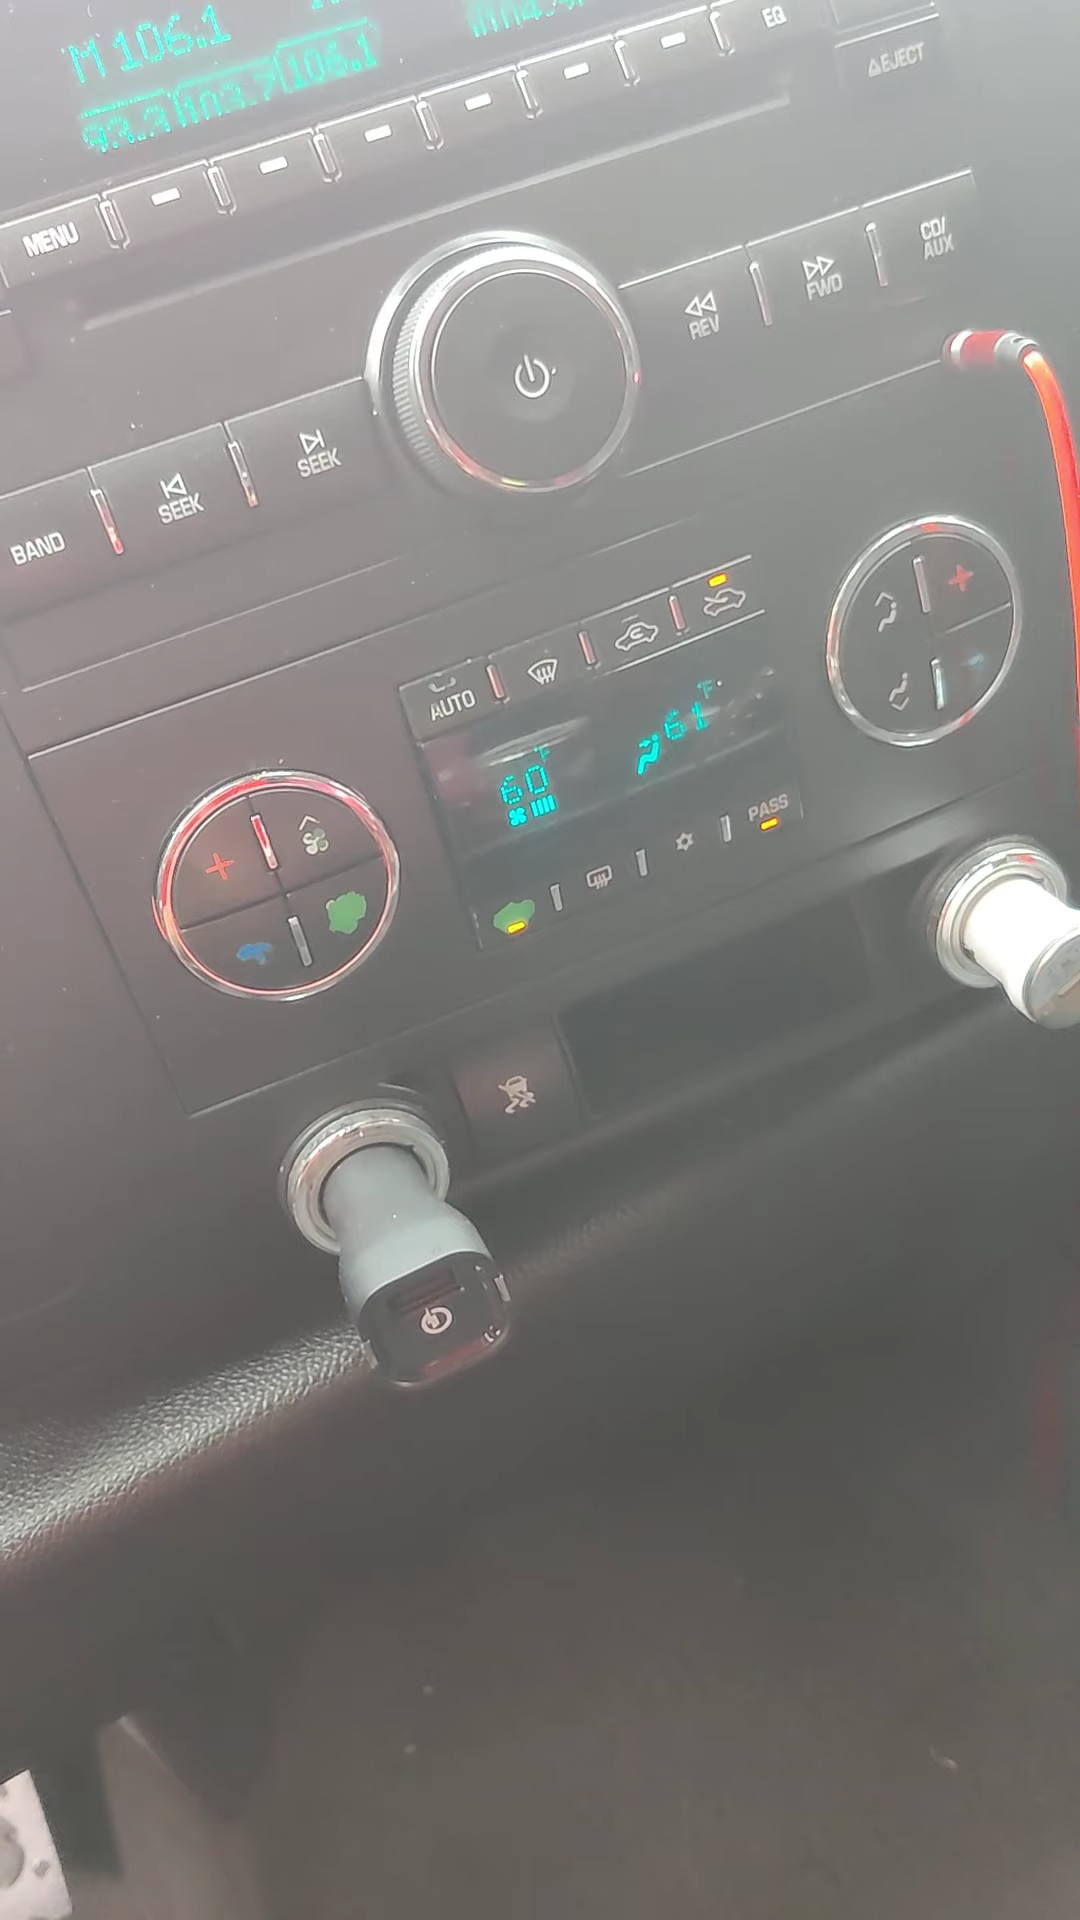 M 106.1
93.3 103.7 106.1
EQ
EJECT
MENU
REV
FWD
CD/
AUX
BAND
SEEK
SEEK
AUTO
60°F
61°F
PASS